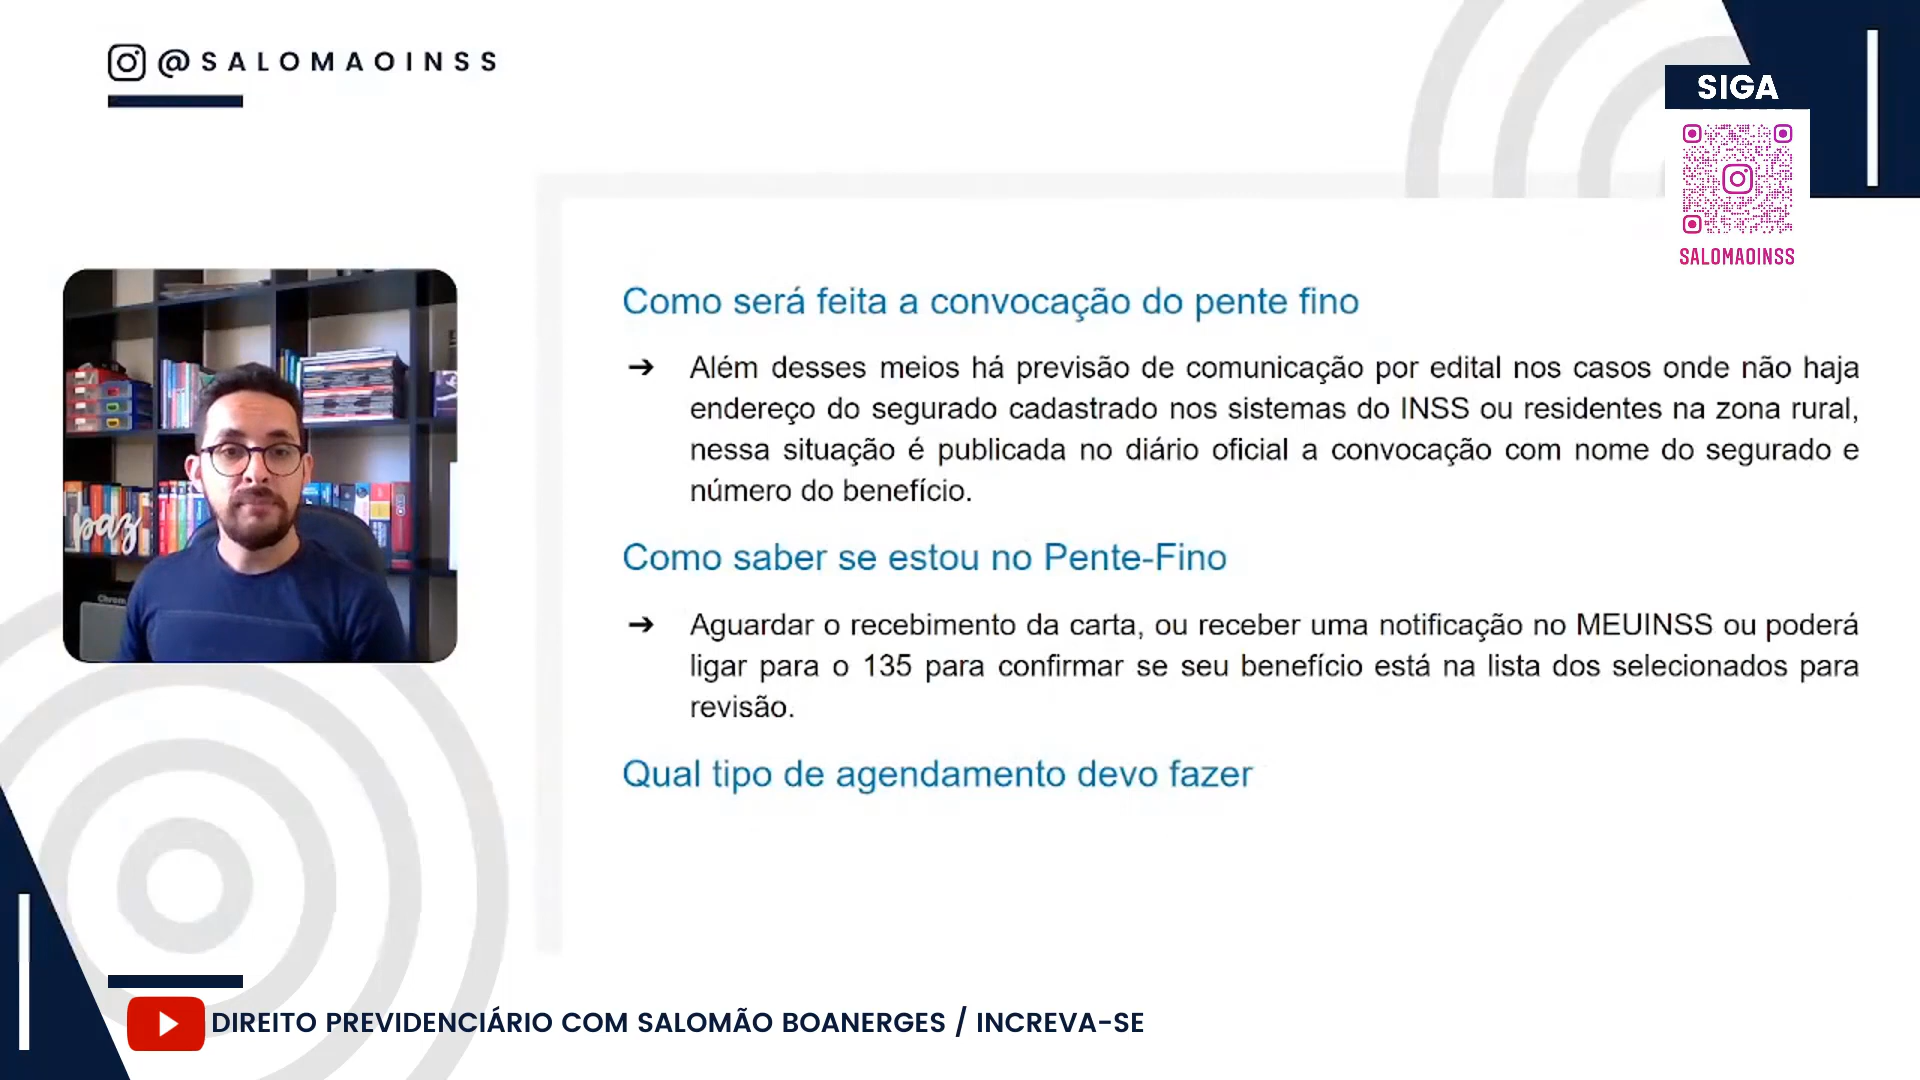 @SALOMAOINSS
SIGA
SALOMAOINSS
Como será feita a convocação do pente fino
➔ Além desses meios há previsão de comunicação por edital nos casos onde não haja
endereço do segurado cadastrado nos sistemas do INSS ou residentes na zona rural,
nessa situação é publicada no diário oficial a convocação com nome do segurado e
número do benefício.
paz
Como saber se estou no Pente-Fino
➔ Aguardar o recebimento da carta, ou receber uma notificação no MEUINSS ou poderá
ligar para o 135 para confirmar se seu benefício está na lista dos selecionados para
revisão.
Qual tipo de agendamento devo fazer
DIREITO PREVIDENCIÁRIO COM SALOMÃO BOANERGES / INCREVA-SE